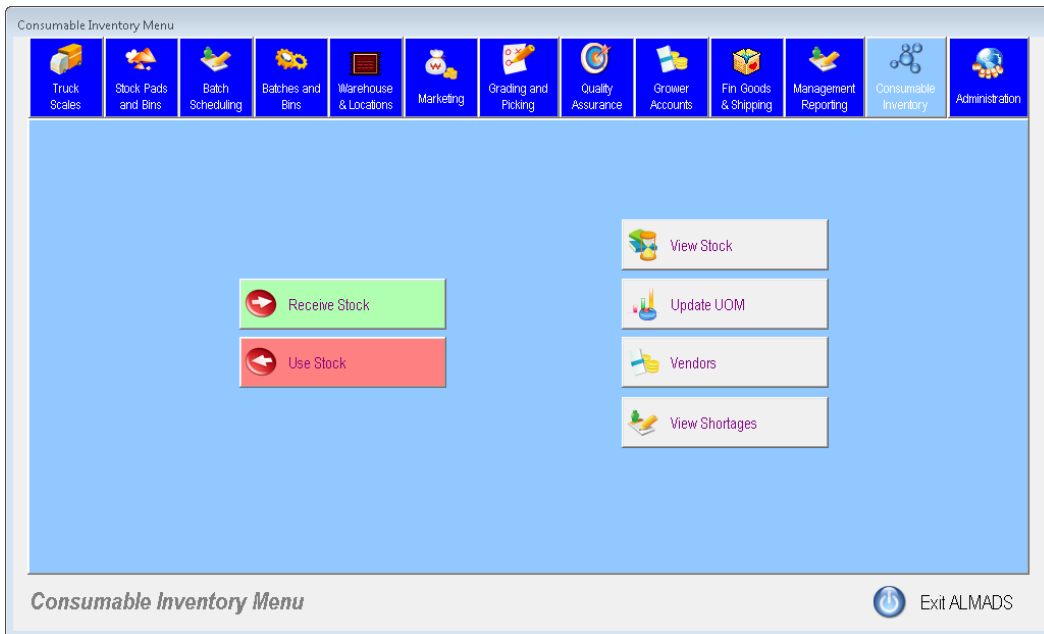 Consumable Inventory Menu
Truck
Scales
Stock Pads
and Bins
Batch
Scheduling
Batches and
Bins
Warehouse
& Locations
Marketing
Grading and
Picking
Quality
Assurance
Grower
Accounts
Fin Goods
& Shipping
Management
Reporting
Consumable
Inventory
Administration
Receive Stock
Use Stock
View Stock
Update UOM
Vendors
View Shortages
Consumable Inventory Menu
Exit ALMADS